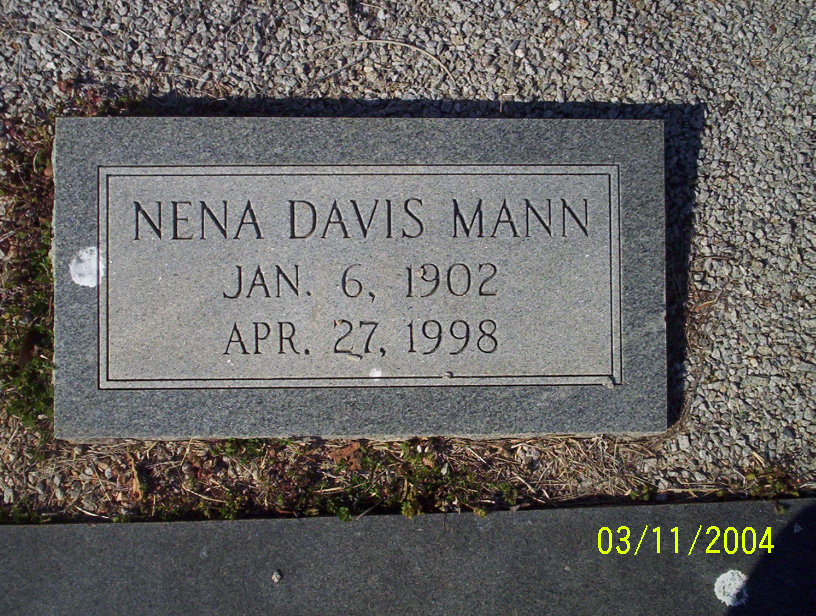 NENA DAVIS MANN
JAN. 6, 1902
APR. 27, 1998
03/11/2004